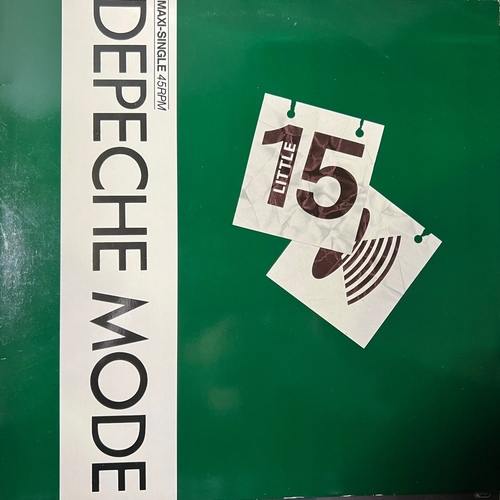 MAXI-SINGLE 45RPM
DEPECHE MODE
LITTLE
15